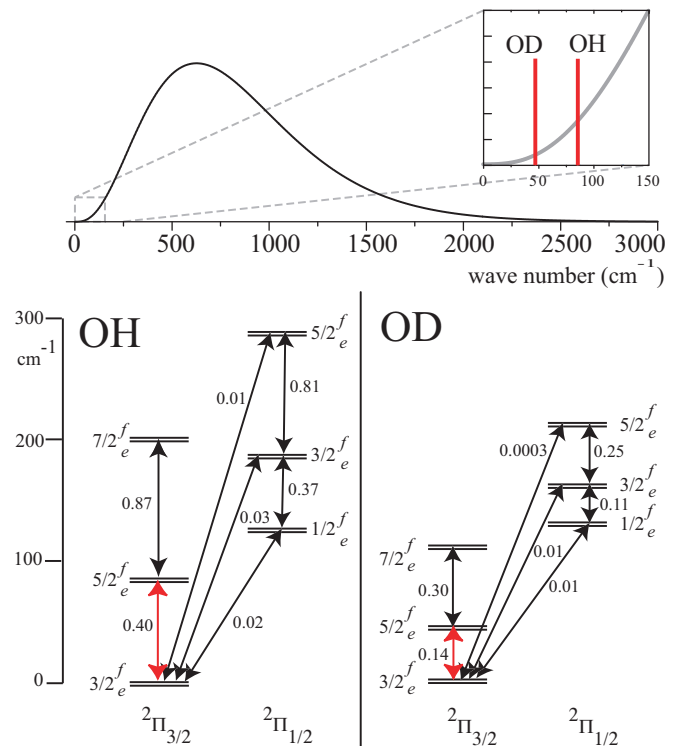 OD OH
0 50 100 150
0 500 1000 1500 2000 2500 3000
wave number (cm⁻¹)
300
cm⁻¹
200
100
0
OH
5/2 f e
0.01
0.81
7/2 f e
3/2 f e
0.87
0.37
0.03
1/2 f e
5/2 f e
0.40
0.02
3/2 f e
²Π3/2
²Π1/2
OD
5/2 f e
0.0003
0.25
3/2 f e
0.11
1/2 f e
7/2 f e
0.01
0.30
0.01
5/2 f e
0.14
3/2 f e
²Π3/2
²Π1/2